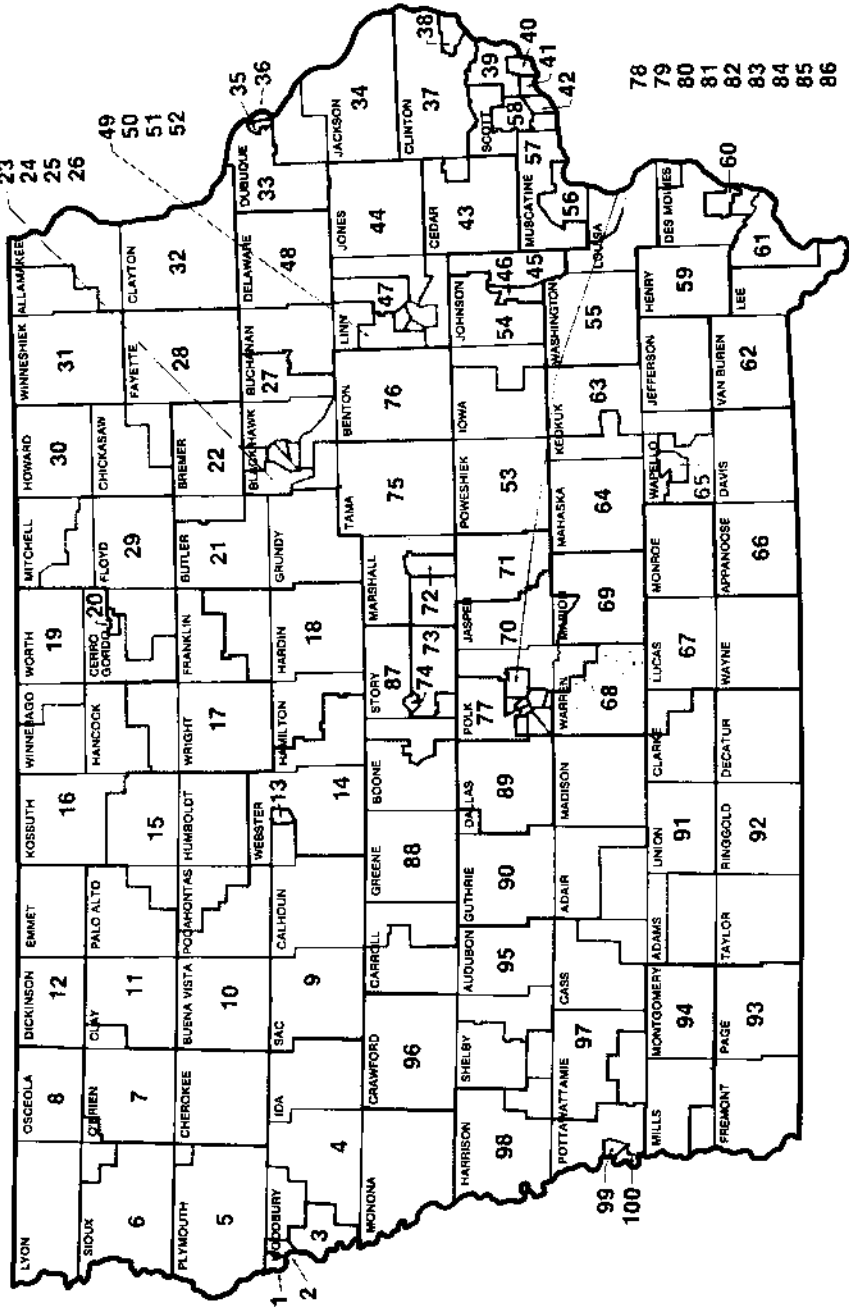 LYON
OSCEOLA
DICKINSON
EMMET
KOSSUTH
WINNEBAGO
WORTH
MITCHELL
HOWARD
WINNESHIEK
ALLAMAKEE
23
24
25
26
8
12
16
19
30
31
SIOUX
O'BRIEN
CLAY
PALO ALTO
HANCOCK
CERRO
GORDO
20
FLOYD
CHICKASAW
FAYETTE
CLAYTON
6
7
11
15
29
28
32
PLYMOUTH
CHEROKEE
BUENA VISTA
POCAHONTAS
HUMBOLDT
WRIGHT
FRANKLIN
BUTLER
BREMER
5
10
17
21
22
BLACKHAWK
BUCHANAN
27
DELAWARE
48
DUBUQUE
33
35
36
1
2
WOODBURY
3
4
IDA
SAC
9
CALHOUN
WEBSTER
13
14
HAMILTON
HARDIN
18
GRUNDY
49
50
51
52
MONONA
CRAWFORD
96
CARROLL
GREENE
88
BOONE
STORY
87
74
73
MARSHALL
72
TAMA
75
BENTON
76
LINN
47
JONES
44
JACKSON
34
CLINTON
37
38
HARRISON
98
SHELBY
AUDUBON
95
GUTHRIE
90
DALLAS
89
POLK
77
JASPER
70
71
POWESHIEK
53
IOWA
JOHNSON
54
46
45
CEDAR
43
SCOTT
39
58
40
41
42
POTTAWATTAMIE
97
99
100
CASS
ADAIR
MADISON
WARREN
68
MARION
69
MAHASKA
64
KEOKUK
63
WASHINGTON
55
LOUISA
MUSCATINE
57
156
MILLS
MONTGOMERY
94
ADAMS
UNION
91
CLARKE
LUCAS
67
MONROE
WAPELLO
65
JEFFERSON
HENRY
59
DES MOINES
60
78
79
80
81
82
83
84
85
86
FREMONT
PAGE
93
TAYLOR
RINGGOLD
92
DECATUR
WAYNE
APPANOOSE
66
DAVIS
VAN BUREN
62
LEE
61